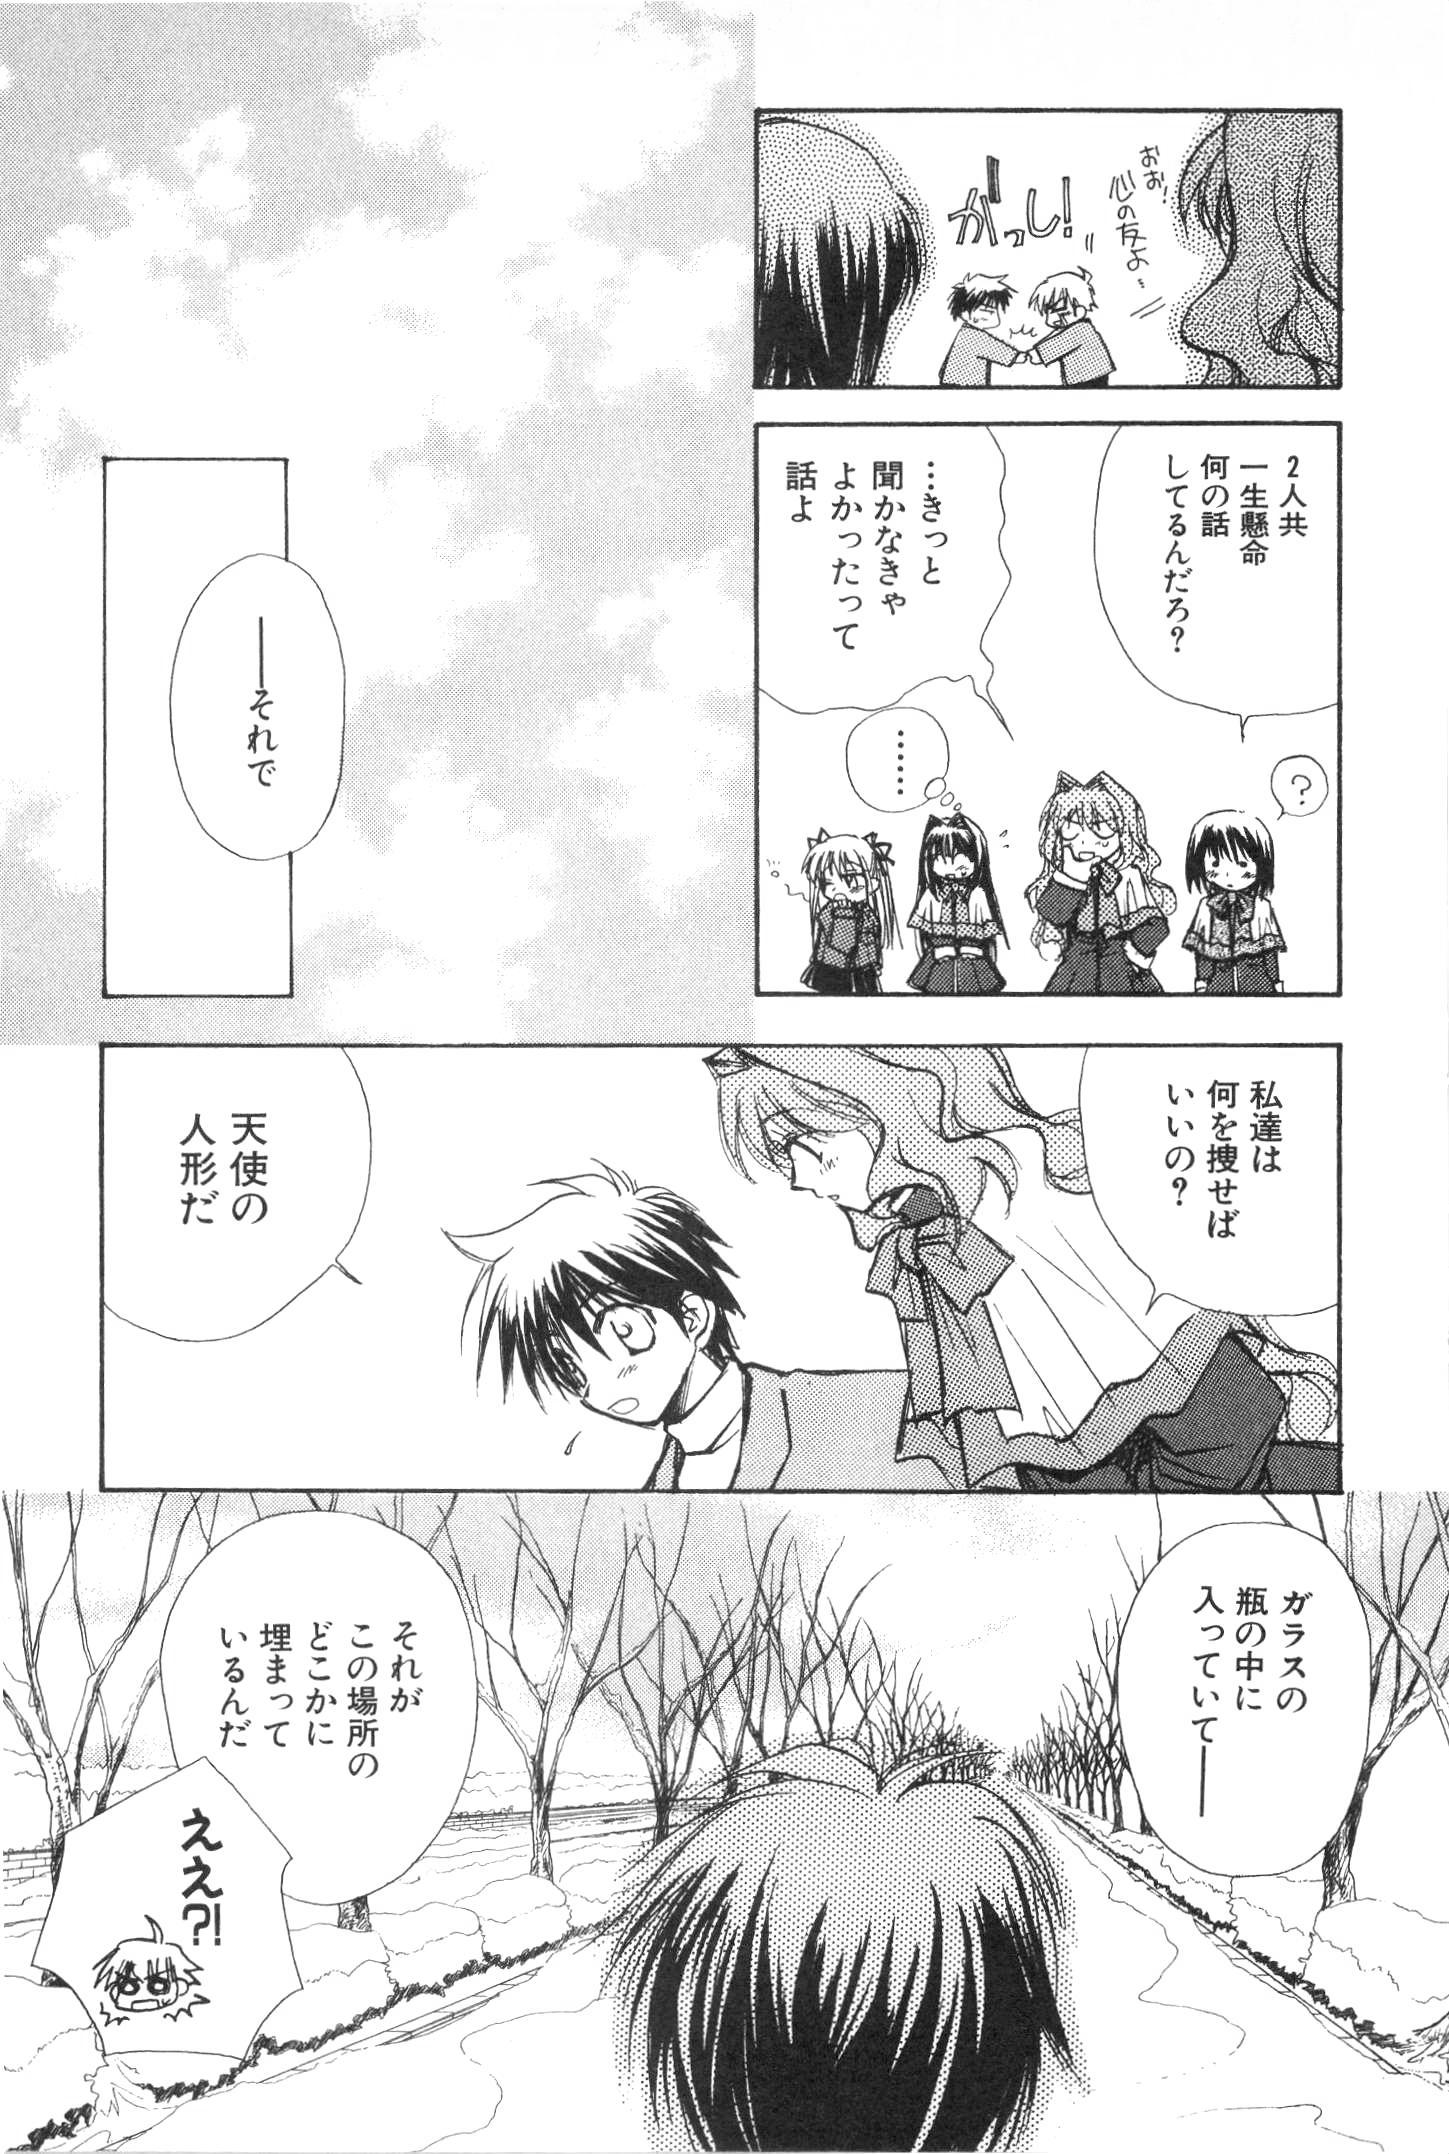 がっし!
おお!
心の友よ…
2人共
一生懸命
何の話
してるんだろ?
…きっと
聞かなきゃ
よかったって
話よ
?
……
──それで
私達は
何を捜せば
いいの?
天使の
人形だ
ガラスの
瓶の中に
入っていて──
それが
この場所の
どこかに
埋まって
いるんだ
ええ?!